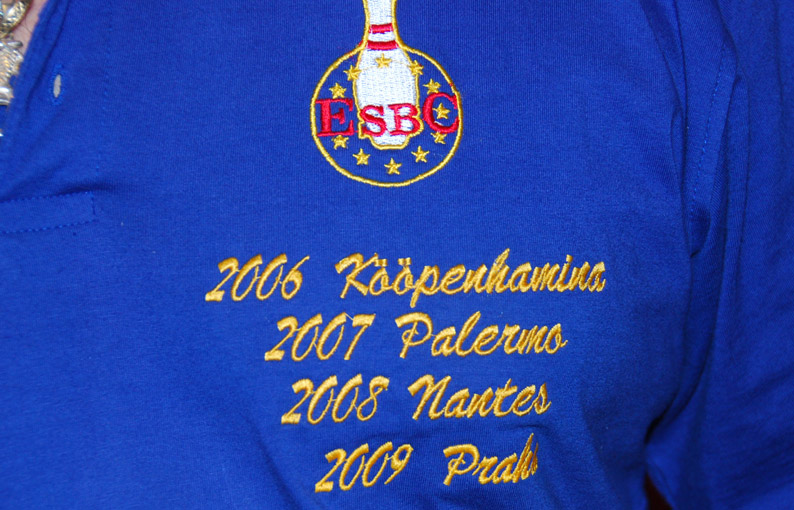 ESBC
2006 Kööpenhamina
2007 Palermo
2008 Nantes
2009 Praha